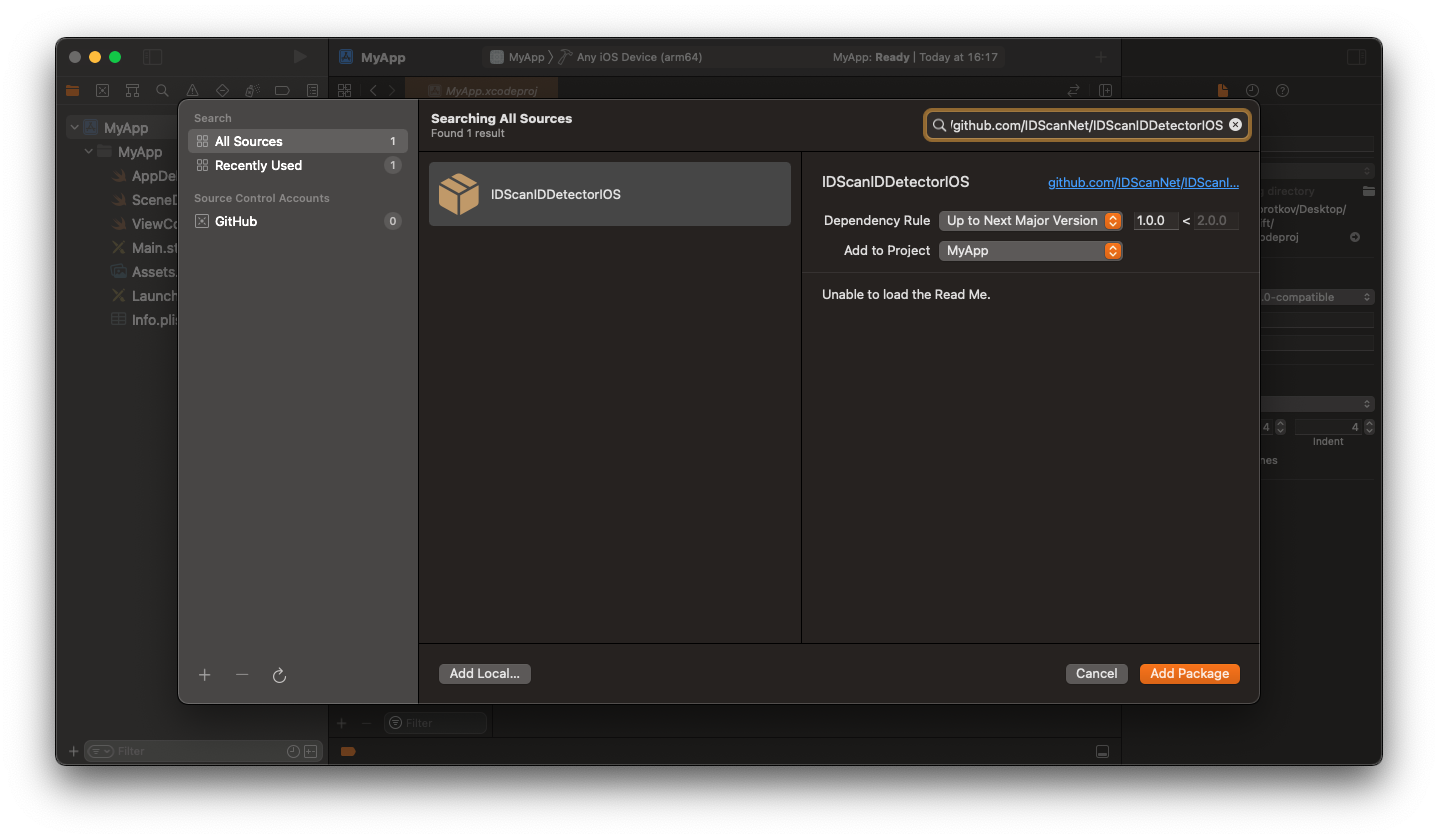 MyApp
MyApp
Any iOS Device (arm64)
MyApp: Ready | Today at 16:17
MyApp.xcodeproj
MyApp
MyApp
AppDel
SceneD
ViewCo
Main.st
Assets.
Launch
Info.plis
Filter
Search
All Sources
1
Recently Used
1
Source Control Accounts
GitHub
0
Searching All Sources
Found 1 result
/github.com/IDScanNet/IDScanIDDetectorIOS
IDScanIDDetectorIOS
IDScanIDDetectorIOS
github.com/IDScanNet/IDScanI...
Dependency Rule
Up to Next Major Version
1.0.0 < 2.0.0
Add to Project
MyApp
Unable to load the Read Me.
Add Local...
Cancel
Add Package
Filter
g directory
orotkov/Desktop/
ift/
odeproj
.0-compatible
4
4
Indent
nes